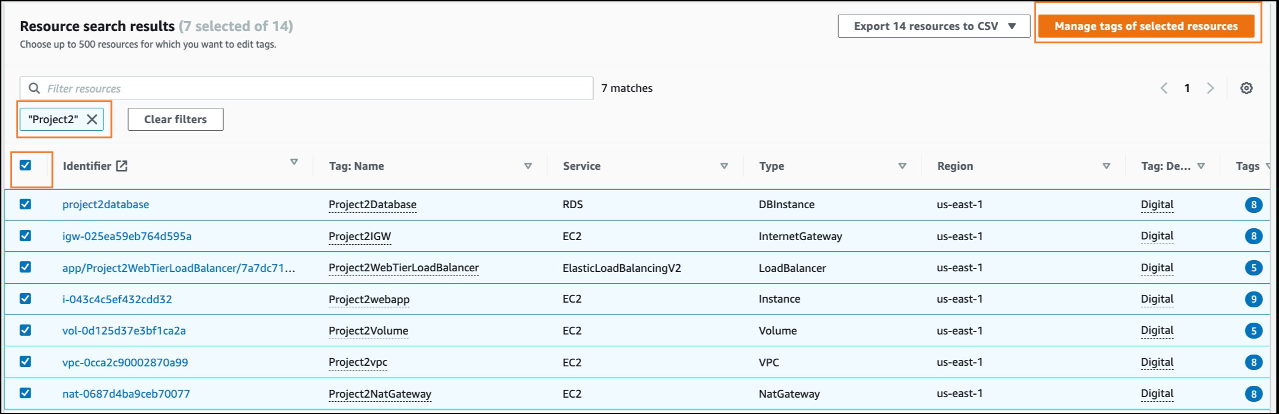 Resource search results (7 selected of 14)
Choose up to 500 resources for which you want to edit tags.
Export 14 resources to CSV
Manage tags of selected resources
Filter resources
7 matches
1
"Project2"
Clear filters
Identifier Tag: Name Service Type Region Tag: De... Tags
project2database Project2Database RDS DBInstance us-east-1 Digital 8
igw-025ea59eb764d595a Project2IGW EC2 InternetGateway us-east-1 Digital 8
app/Project2WebTierLoadBalancer/7a7dc71... Project2WebTierLoadBalancer ElasticLoadBalancingV2 LoadBalancer us-east-1 Digital 5
i-043c4c5ef432cdd32 Project2webapp EC2 Instance us-east-1 Digital 9
vol-0d125d37e3bf1ca2a Project2Volume EC2 Volume us-east-1 Digital 5
vpc-0cca2c90002870a99 Project2vpc EC2 VPC us-east-1 Digital 8
nat-0687d4ba9ceb70077 Project2NatGateway EC2 NatGateway us-east-1 Digital 8